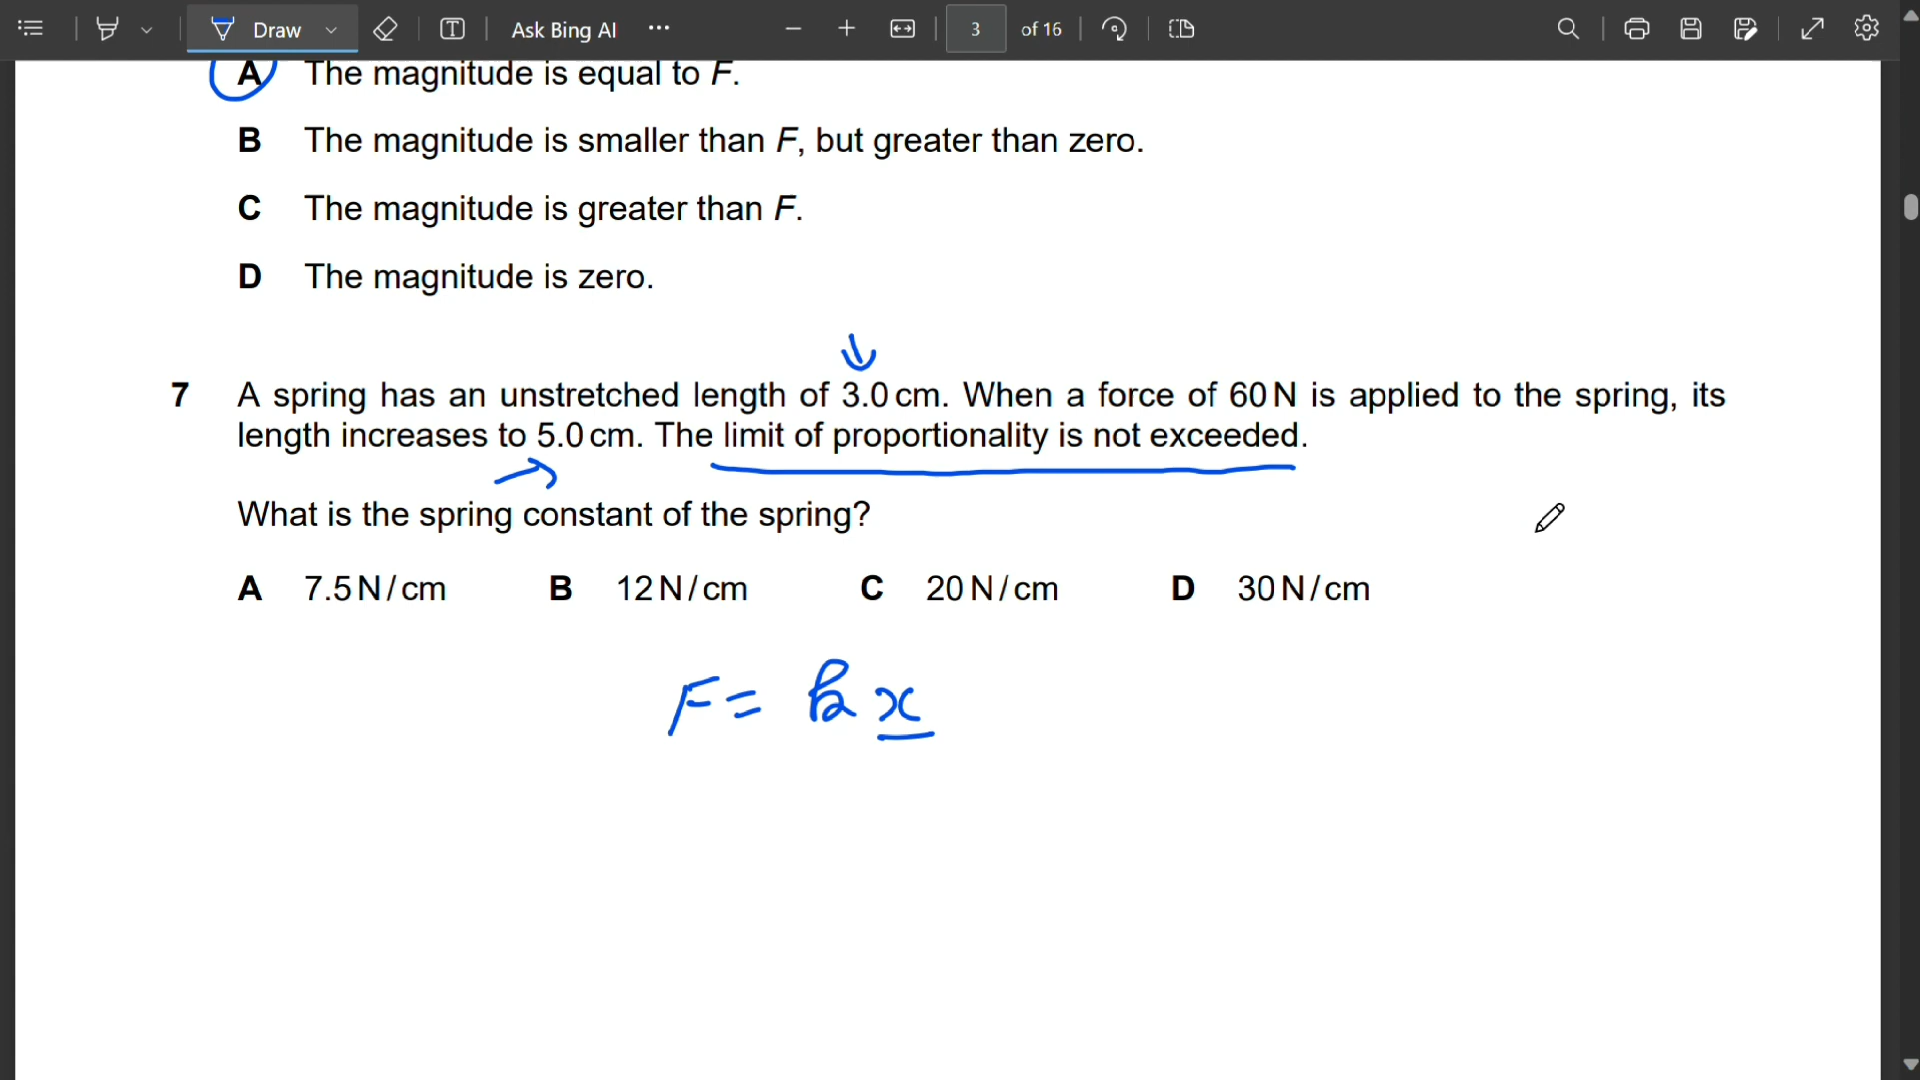 Draw
Ask Bing AI
3 of 16
A The magnitude is equal to F.
B The magnitude is smaller than F, but greater than zero.
C The magnitude is greater than F.
D The magnitude is zero.
7 A spring has an unstretched length of 3.0 cm. When a force of 60 N is applied to the spring, its
length increases to 5.0 cm. The limit of proportionality is not exceeded.
What is the spring constant of the spring?
A 7.5 N/cm B 12 N/cm C 20 N/cm D 30 N/cm
F = k x